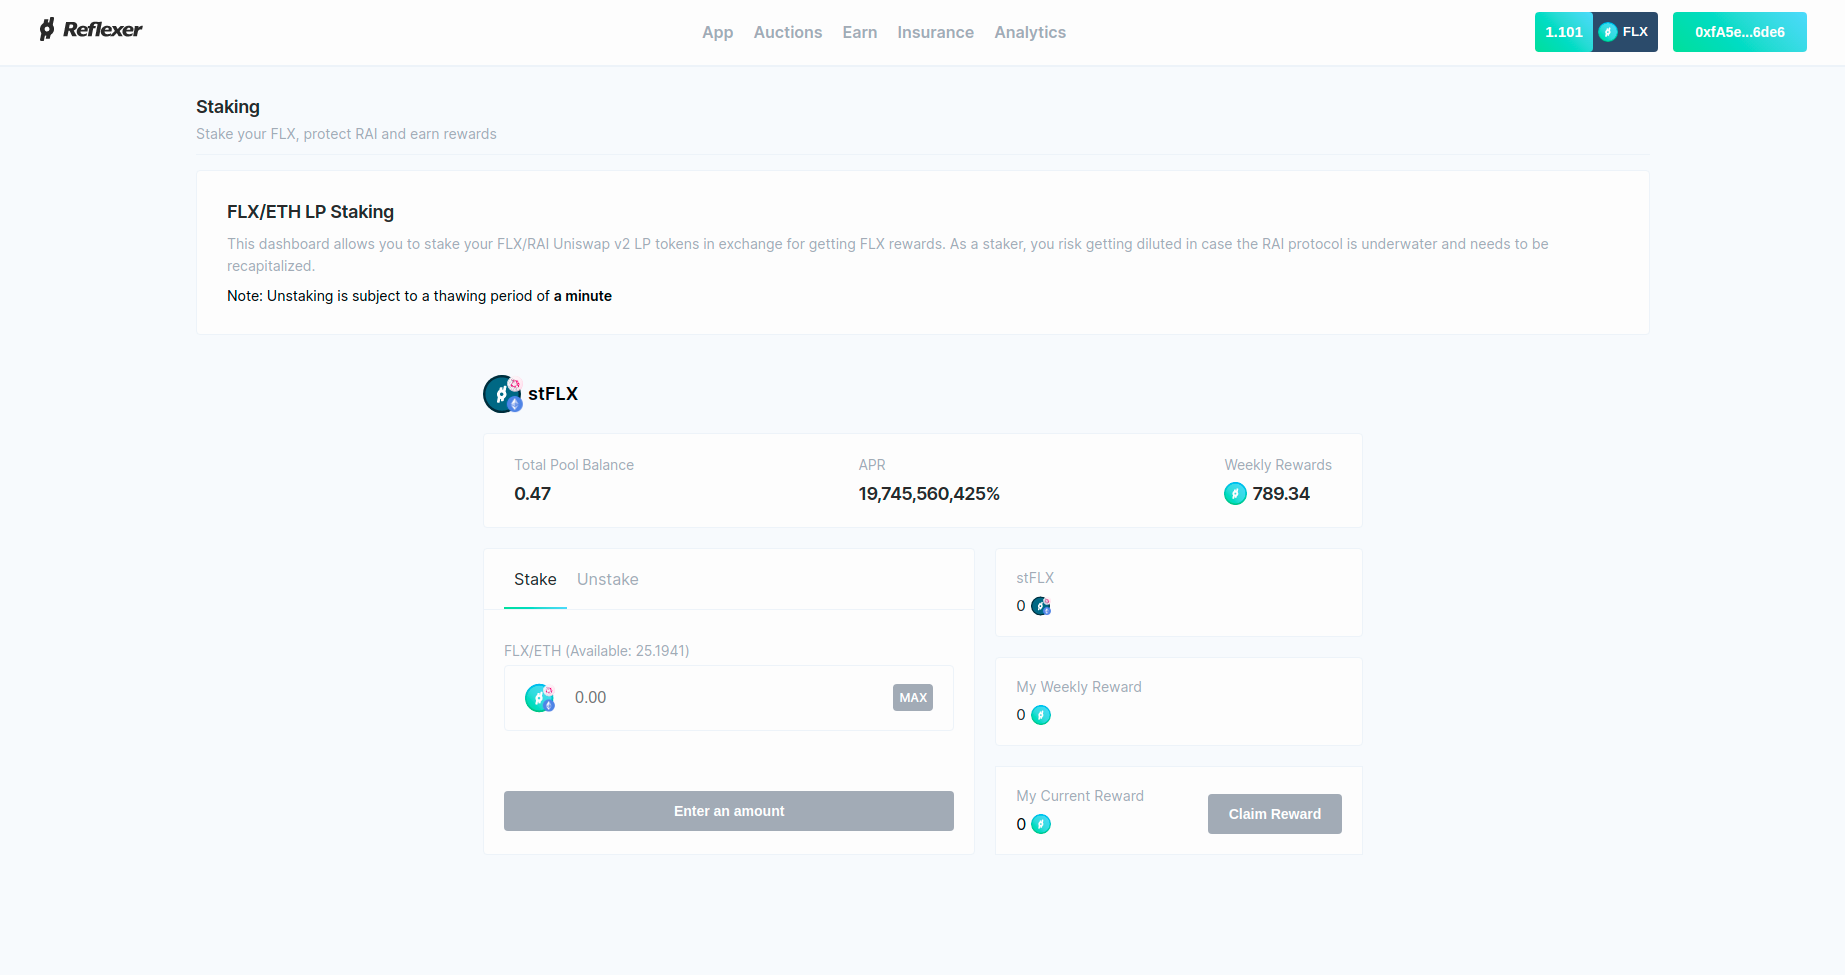 Reflexer
App Auctions Earn Insurance Analytics
1.101 FLX
0xfA5e...6de6
Staking
Stake your FLX, protect RAI and earn rewards
FLX/ETH LP Staking
This dashboard allows you to stake your FLX/RAI Uniswap v2 LP tokens in exchange for getting FLX rewards. As a staker, you risk getting diluted in case the RAI protocol is underwater and needs to be
recapitalized.
Note: Unstaking is subject to a thawing period of a minute
stFLX
Total Pool Balance
0.47
APR
19,745,560,425%
Weekly Rewards
789.34
Stake Unstake
FLX/ETH (Available: 25.1941)
0.00 MAX
Enter an amount
stFLX
0
My Weekly Reward
0
My Current Reward
0
Claim Reward